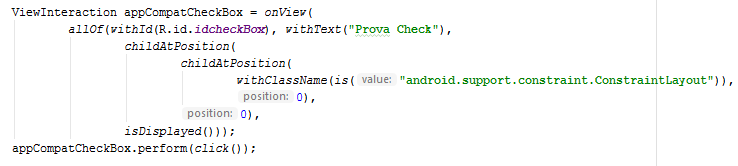 ViewInteraction appCompatCheckBox = onView(
allOf(withId(R.id.idcheckBox), withText("Prova Check"),
childAtPosition(
childAtPosition(
withClassName(is( value: "android.support.constraint.ConstraintLayout")),
position: 0),
position: 0),
isDisplayed()));
appCompatCheckBox.perform(click());